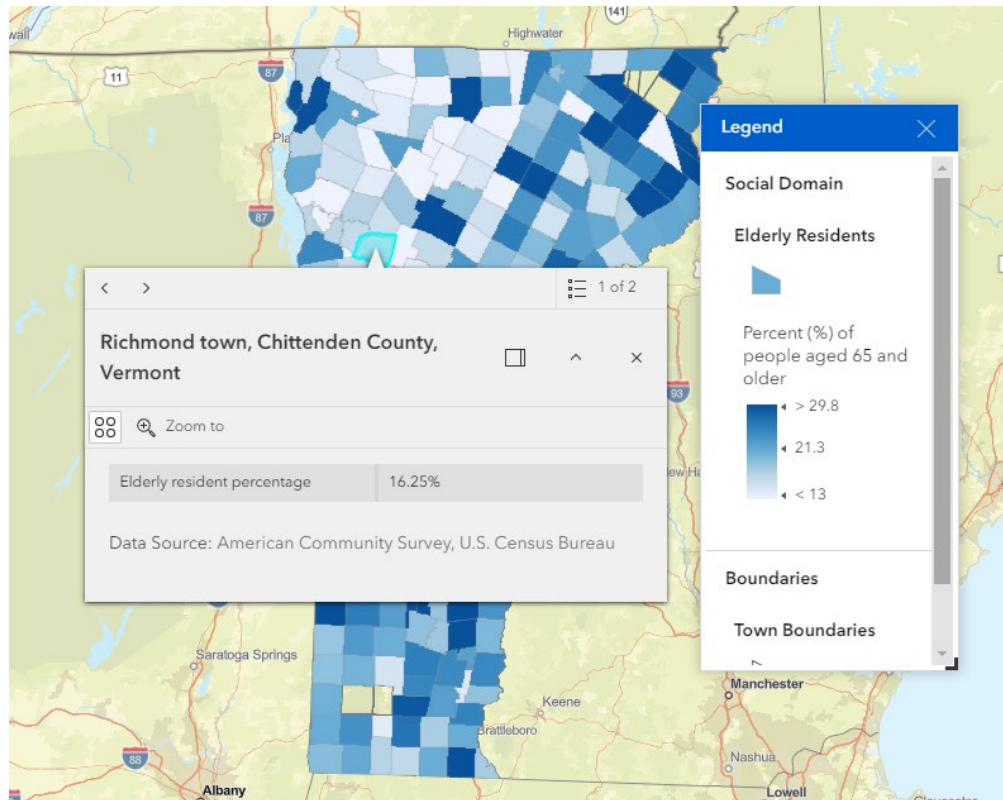 141
Highwater
11
87
87
Legend
Social Domain
Elderly Residents
Percent (%) of
people aged 65 and
older
> 29.8
21.3
< 13
Boundaries
Town Boundaries
1 of 2
Richmond town, Chittenden County,
Vermont
Zoom to
Elderly resident percentage 16.25%
Data Source: American Community Survey, U.S. Census Bureau
93
Saratoga Springs
Keene
Brattleboro
Manchester
Nashua
88
Albany
Lowell